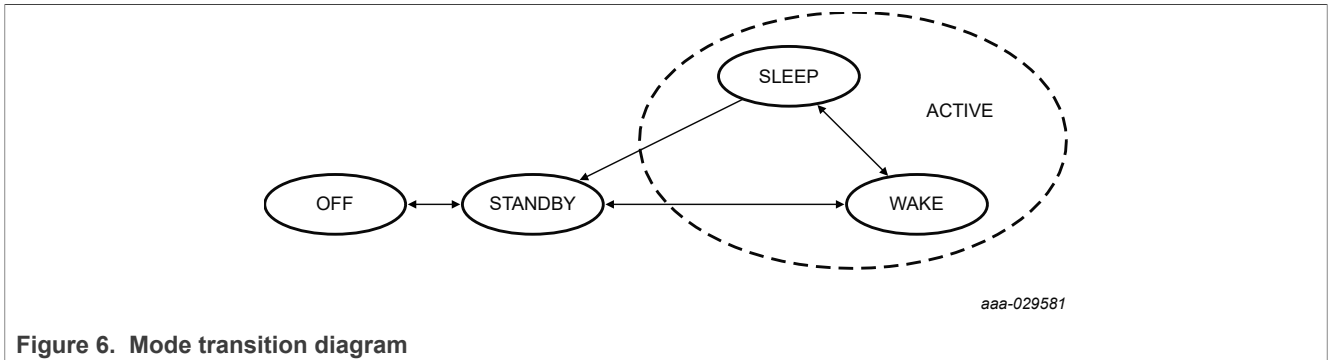 SLEEP
ACTIVE
OFF
STANDBY
WAKE
aaa-029581
Figure 6. Mode transition diagram